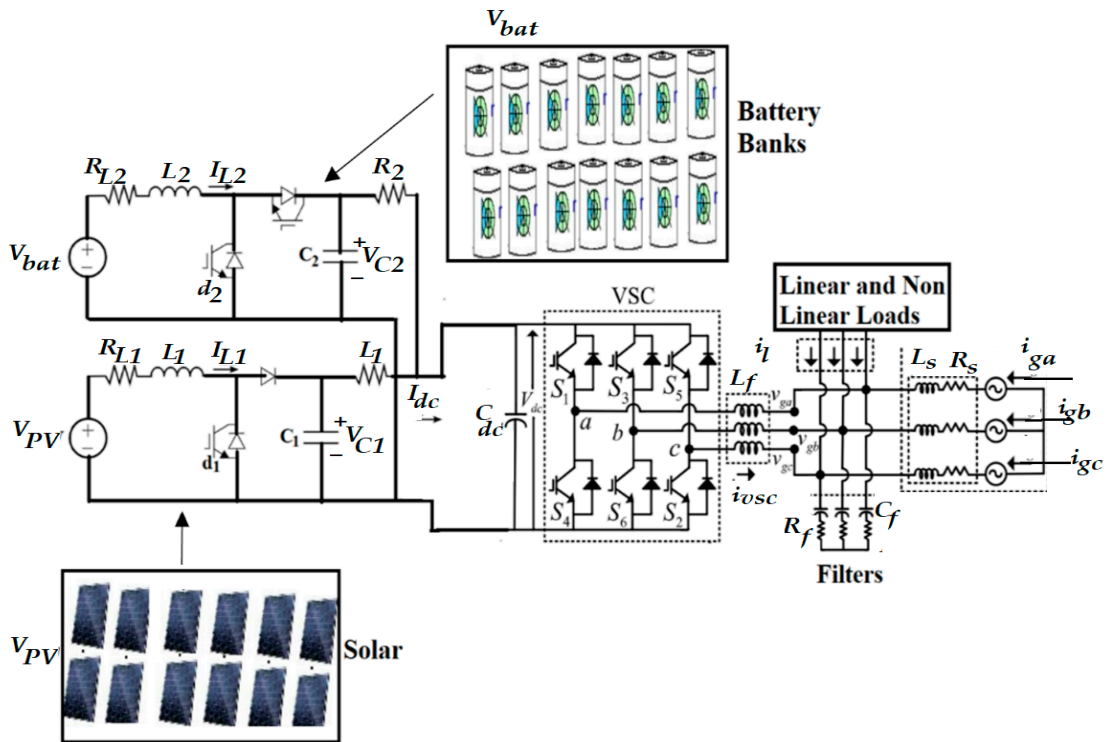 V_bat
Battery
Banks
R_L2 L_2 I_L2 R_2
V_bat
+
−
d_2
C_2
+
V_C2
−
R_L1 L_1 I_L1 L_1
V_PV
+
−
d_1
C_1
+
V_C1
−
I_dc
C_dc
V_dc
VSC
S_1
S_3
S_5
a
b
c
S_4
S_6
S_2
L_f
i_l
v_ga
v_gb
v_gc
i_vsc
Linear and Non
Linear Loads
L_s R_s
i_ga
i_gb
i_gc
R_f
C_f
Filters
V_PV
Solar